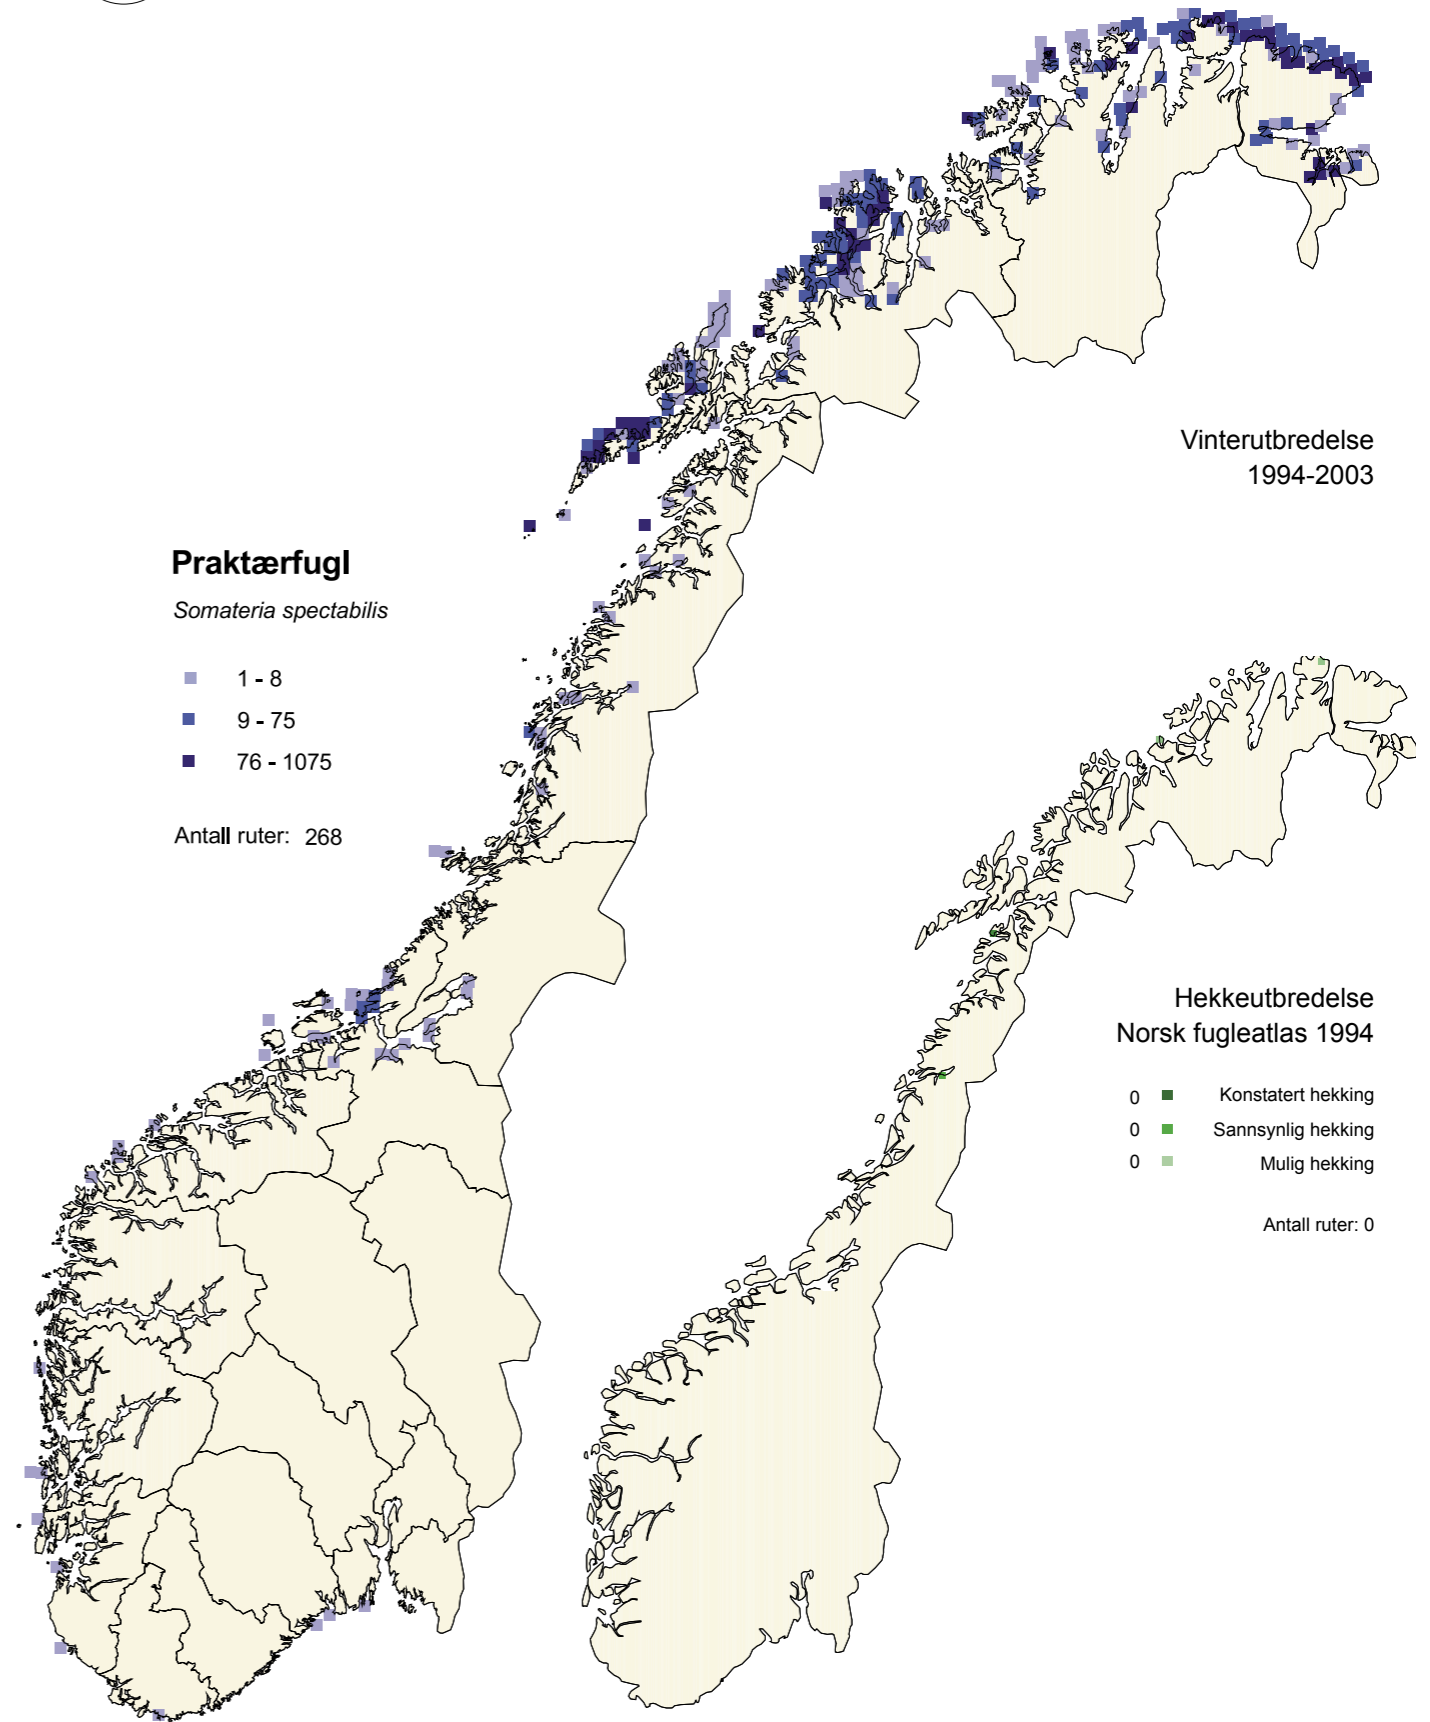 Vinterutbredelse
1994-2003
Praktærfugl
Somateria spectabilis
1 - 8
9 - 75
76 - 1075
Antall ruter: 268
Hekkeutbredelse
Norsk fugleatlas 1994
0 Konstatert hekking
0 Sannsynlig hekking
0 Mulig hekking
Antall ruter: 0